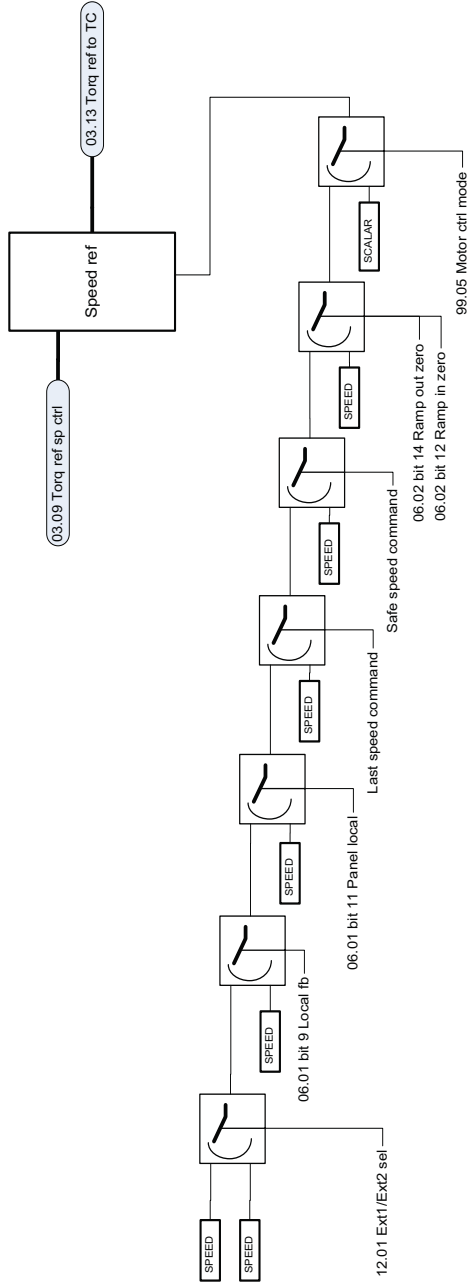 03.09 Torq ref sp ctrl
Speed ref
03.13 Torq ref to TC
SPEED
SPEED
12.01 Ext1/Ext2 sel
SPEED
06.01 bit 9 Local fb
SPEED
06.01 bit 11 Panel local
SPEED
Last speed command
SPEED
Safe speed command
SPEED
06.02 bit 14 Ramp out zero
06.02 bit 12 Ramp in zero
SCALAR
99.05 Motor ctrl mode